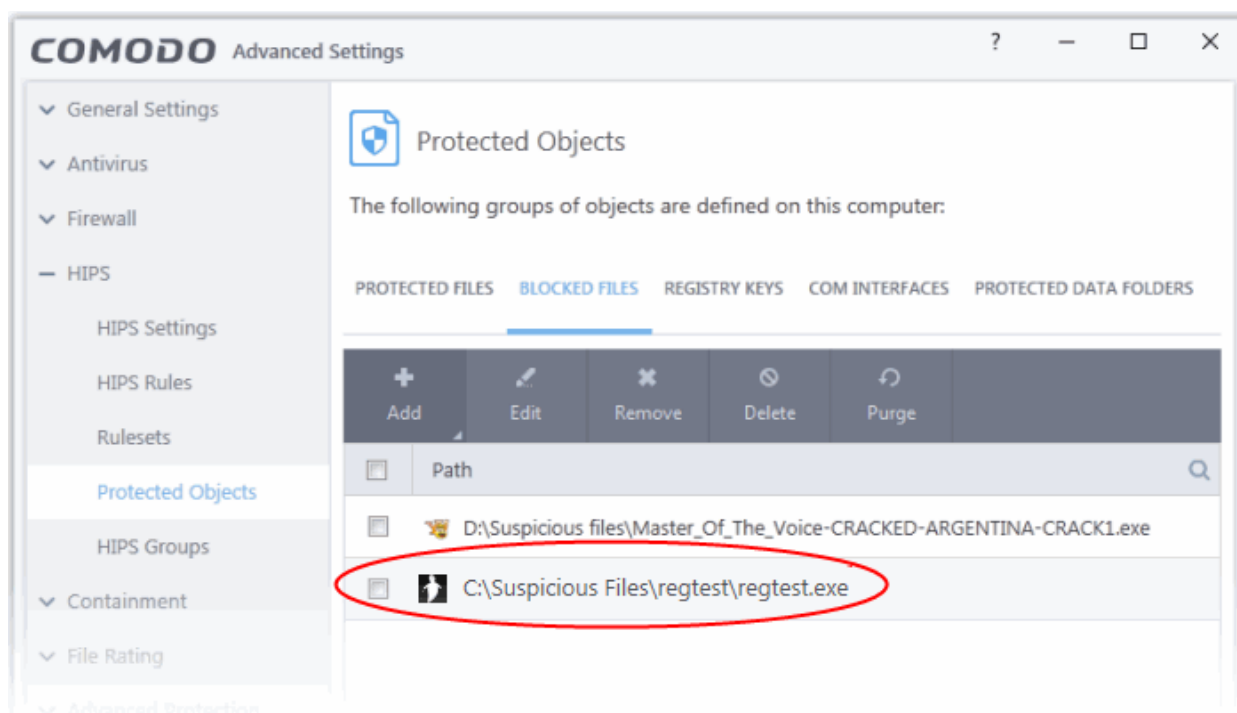 COMODO Advanced Settings
?
General Settings
Antivirus
Firewall
HIPS
HIPS Settings
HIPS Rules
Rulesets
Protected Objects
HIPS Groups
Containment
File Rating
Advanced Protection
Protected Objects
The following groups of objects are defined on this computer:
PROTECTED FILES BLOCKED FILES REGISTRY KEYS COM INTERFACES PROTECTED DATA FOLDERS
Add Edit Remove Delete Purge
Path
D:\Suspicious files\Master_Of_The_Voice-CRACKED-ARGENTINA-CRACK1.exe
C:\Suspicious Files\regtest\regtest.exe